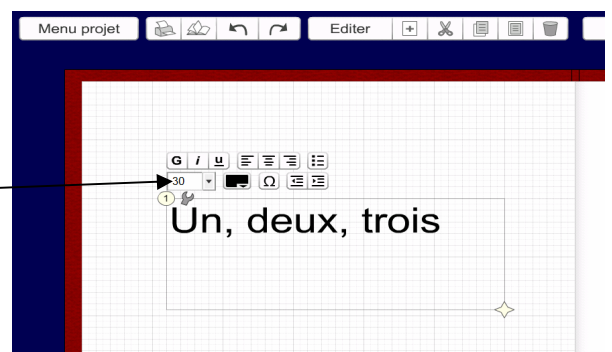 Menu projet Editer
G i u
30 Ω
1
Un, deux, trois